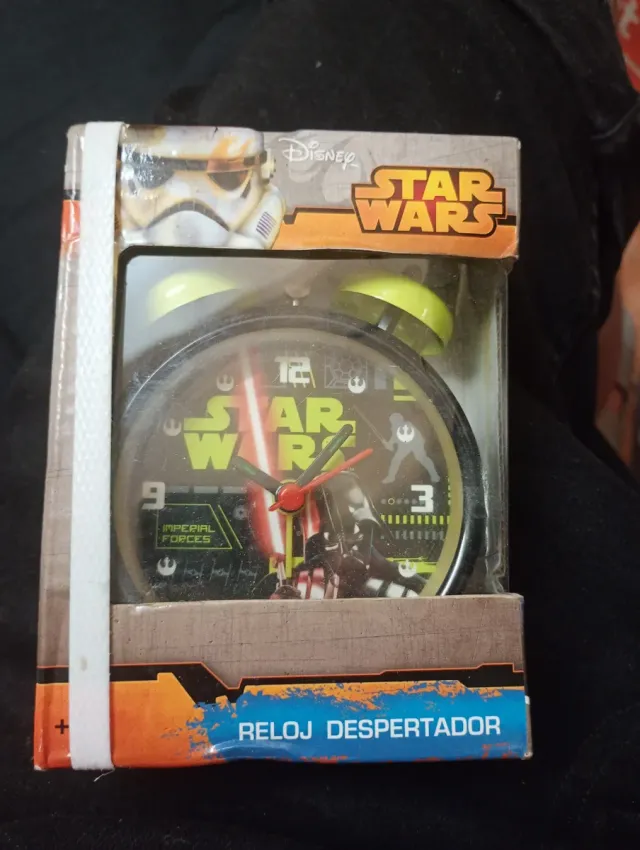 Disney
STAR
WARS
12
STAR
WARS
9
3
IMPERIAL
FORCES
+
RELOJ DESPERTADOR